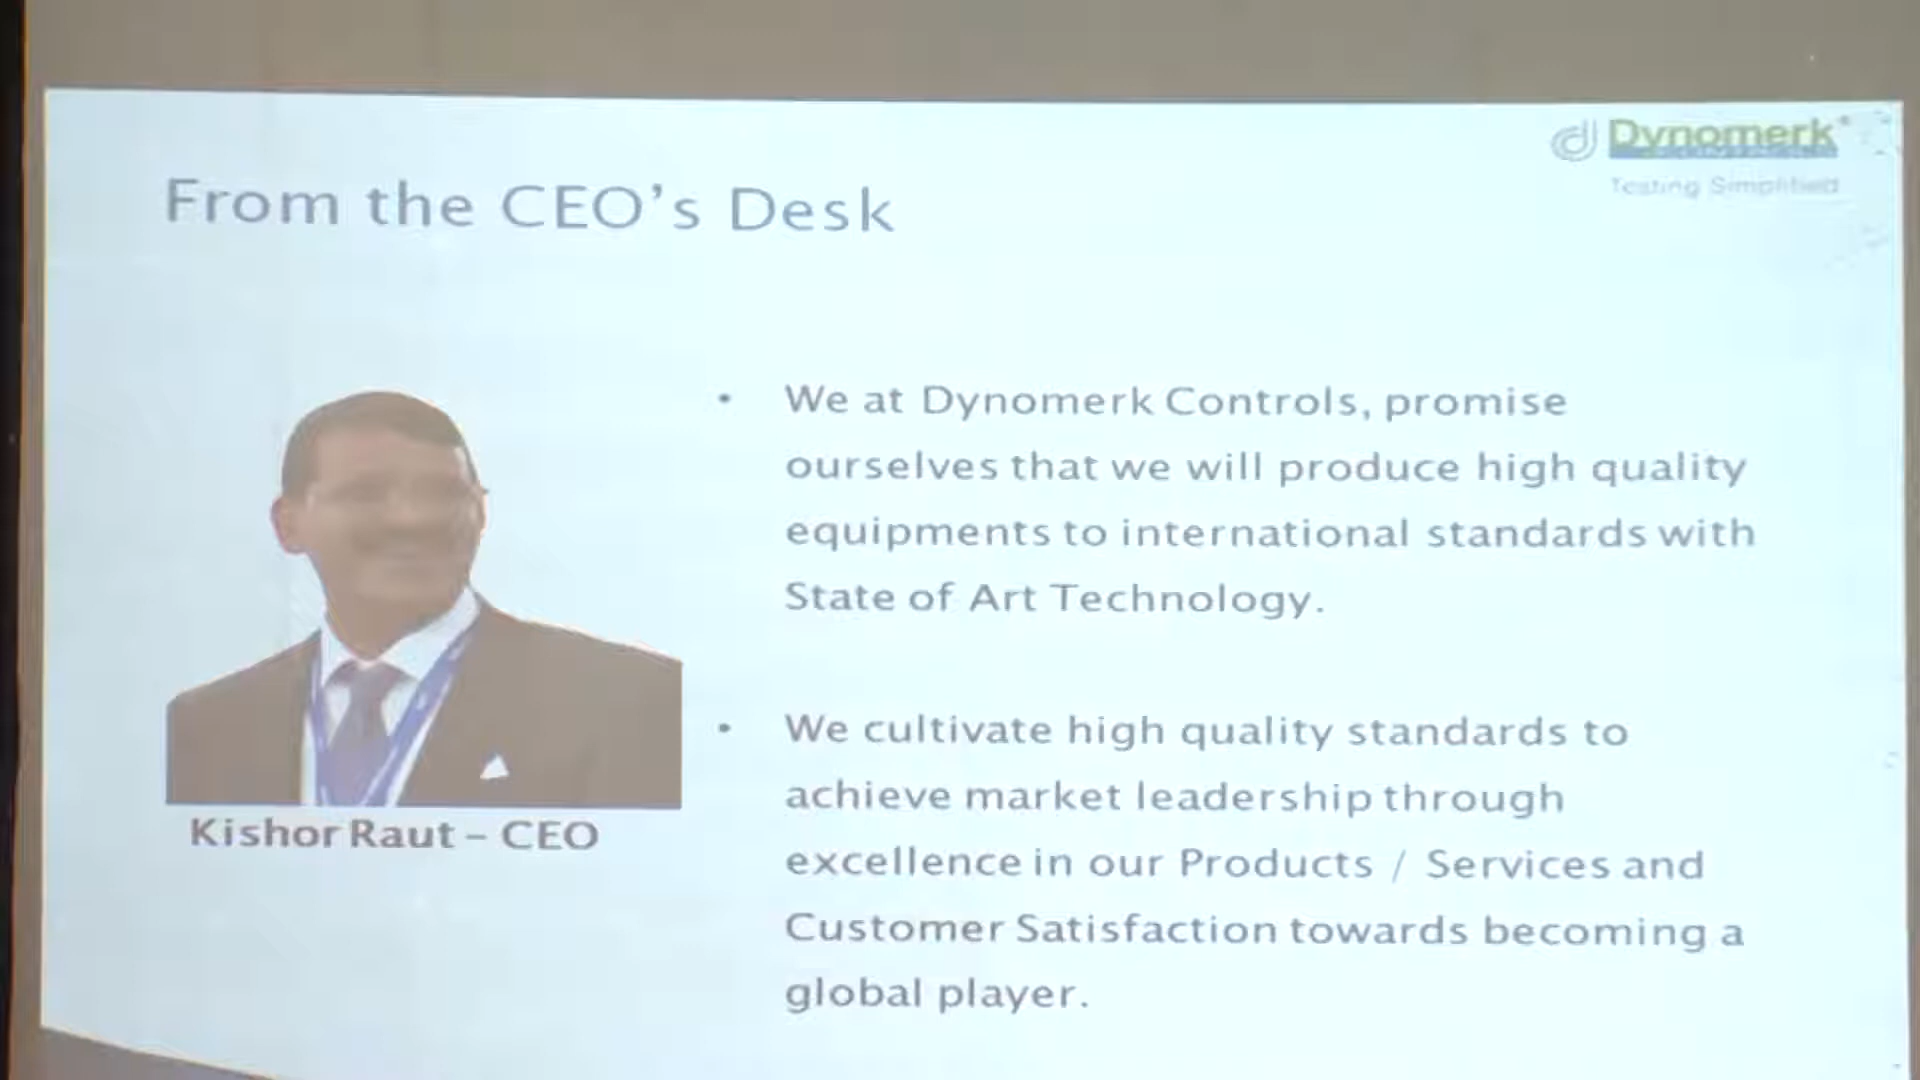 Dynomerk
Testing Simplified
From the CEO's Desk
• We at Dynomerk Controls, promise
ourselves that we will produce high quality
equipments to international standards with
State of Art Technology.
• We cultivate high quality standards to
achieve market leadership through
excellence in our Products / Services and
Customer Satisfaction towards becoming a
global player.
Kishor Raut – CEO